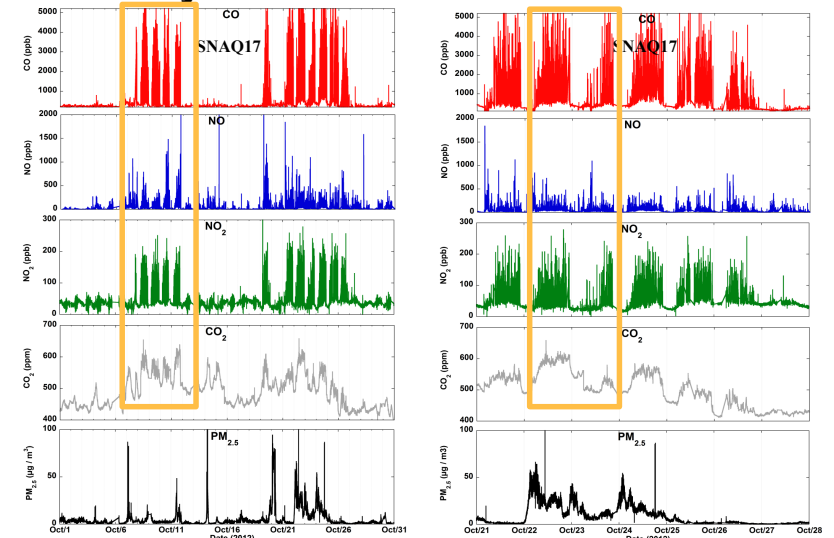 CO
SNAQ17
CO (ppb)
5000
4000
3000
2000
1000
NO
NO (ppb)
2000
1500
1000
500
0
NO2
NO2 (ppb)
300
200
100
0
CO2
CO2 (ppm)
700
600
500
400
PM2.5
PM2.5 (µg / m3)
100
50
0
Oct/1 Oct/6 Oct/11 Oct/16 Oct/21 Oct/26 Oct/31
Date (2012)
CO
SNAQ17
CO (ppb)
5000
4000
3000
2000
1000
NO
NO (ppb)
2000
1500
1000
500
0
NO2
NO2 (ppb)
300
200
100
0
CO2
CO2 (ppm)
700
600
500
400
PM2.5
PM2.5 (µg / m3)
100
50
0
Oct/21 Oct/22 Oct/23 Oct/24 Oct/25 Oct/26 Oct/27 Oct/28
Date (2012)